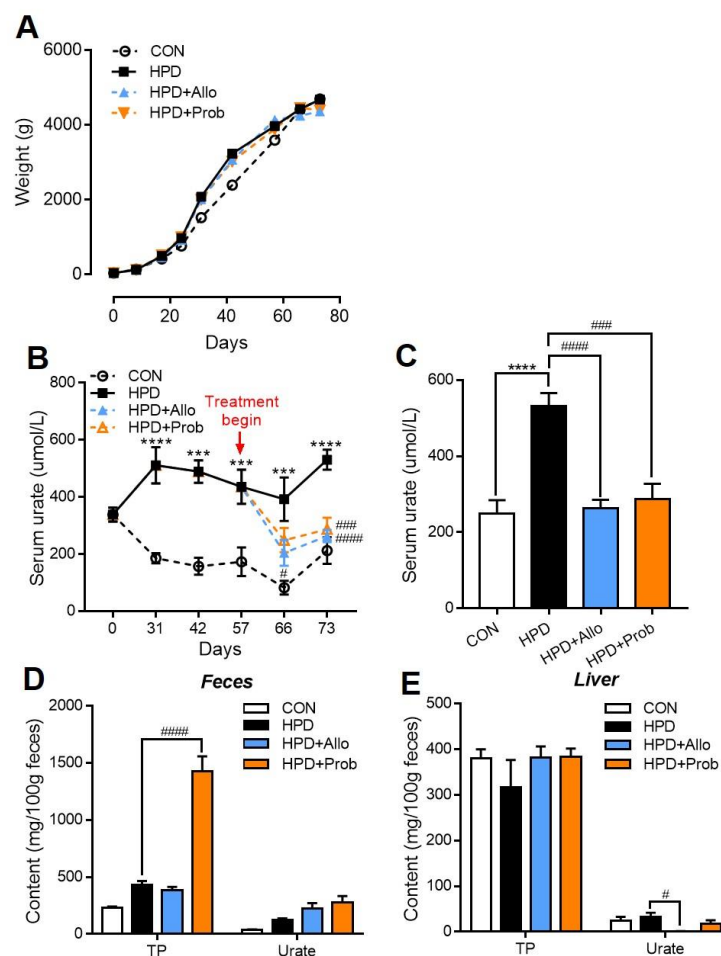 A
CON
HPD
HPD+Allo
HPD+Prob
Weight (g)
6000
4000
2000
0
0 20 40 60 80
Days
B
CON
HPD
HPD+Allo
HPD+Prob
Treatment
begin
Serum urate (umol/L)
800
600
400
200
0
**** *** *** *** ****
#
###
####
0 31 42 57 66 73
Days
C
###
####
****
Serum urate (umol/L)
600
400
200
0
CON HPD HPD+Allo HPD+Prob
D
Feces
CON
HPD
HPD+Allo
HPD+Prob
####
Content (mg/100g feces)
2000
1500
1000
500
0
TP Urate
E
Liver
CON
HPD
HPD+Allo
HPD+Prob
#
Content (mg/100g feces)
500
400
300
200
100
0
TP Urate